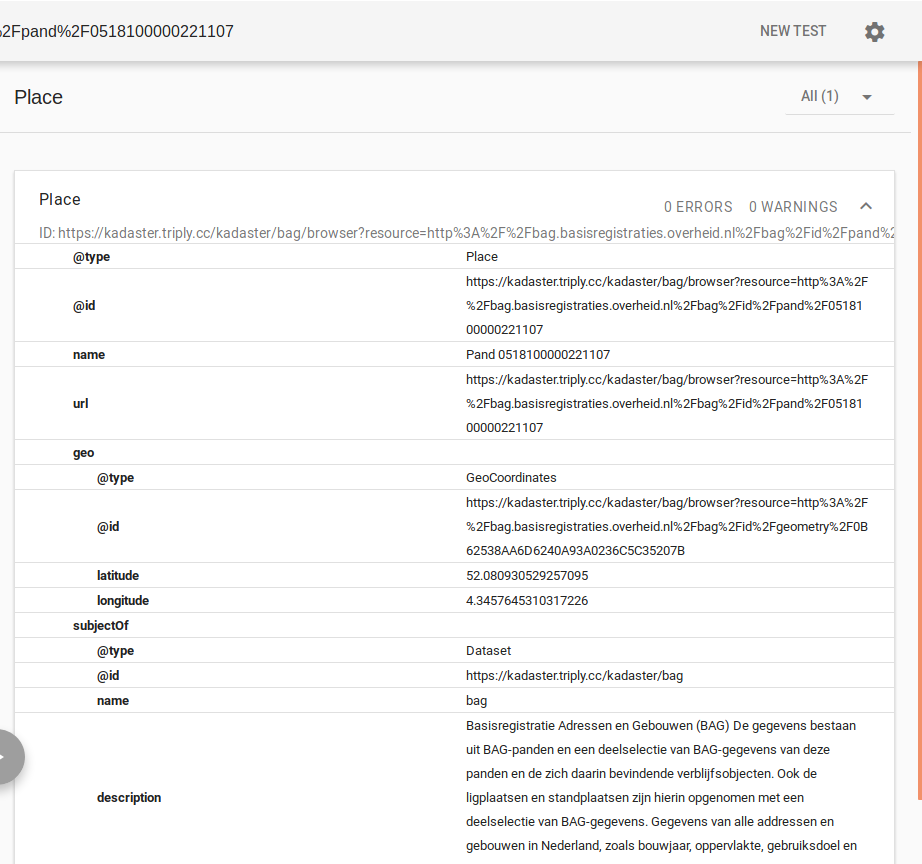 2Fpand%2F0518100000221107
NEW TEST
Place
All (1)
Place
0 ERRORS 0 WARNINGS
ID: https://kadaster.triply.cc/kadaster/bag/browser?resource=http%3A%2F%2Fbag.basisregistraties.overheid.nl%2Fbag%2Fid%2Fpand%2
@type Place
@id https://kadaster.triply.cc/kadaster/bag/browser?resource=http%3A%2F
%2Fbag.basisregistraties.overheid.nl%2Fbag%2Fid%2Fpand%2F05181
00000221107
name Pand 0518100000221107
url https://kadaster.triply.cc/kadaster/bag/browser?resource=http%3A%2F
%2Fbag.basisregistraties.overheid.nl%2Fbag%2Fid%2Fpand%2F05181
00000221107
geo
@type GeoCoordinates
@id https://kadaster.triply.cc/kadaster/bag/browser?resource=http%3A%2F
%2Fbag.basisregistraties.overheid.nl%2Fbag%2Fid%2Fgeometry%2F0B
62538AA6D6240A93A0236C5C35207B
latitude 52.080930529257095
longitude 4.3457645310317226
subjectOf
@type Dataset
@id https://kadaster.triply.cc/kadaster/bag
name bag
description Basisregistratie Adressen en Gebouwen (BAG) De gegevens bestaan
uit BAG-panden en een deelselectie van BAG-gegevens van deze
panden en de zich daarin bevindende verblijfsobjecten. Ook de
ligplaatsen en standplaatsen zijn hierin opgenomen met een
deelselectie van BAG-gegevens. Gegevens van alle addressen en
gebouwen in Nederland, zoals bouwjaar, oppervlakte, gebruiksdoel en